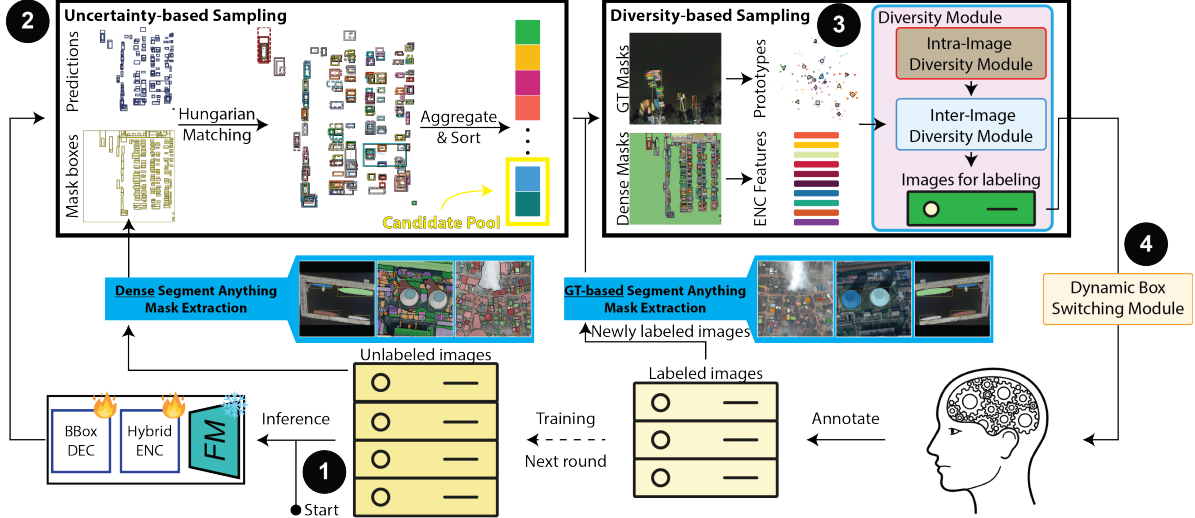 2
Uncertainty-based Sampling
Predictions
Mask boxes
Hungarian
Matching
Aggregate
& Sort
Candidate Pool
Diversity-based Sampling
3
GT Masks
Dense Masks
Prototypes
ENC Features
Diversity Module
Intra-Image
Diversity Module
Inter-Image
Diversity Module
Images for labeling
4
Dynamic Box
Switching Module
Dense Segment Anything
Mask Extraction
GT-based Segment Anything
Mask Extraction
Newly labeled images
Unlabeled images
Labeled images
BBox
DEC
Hybrid
ENC
FM
Inference
1
Start
Training
Next round
Annotate